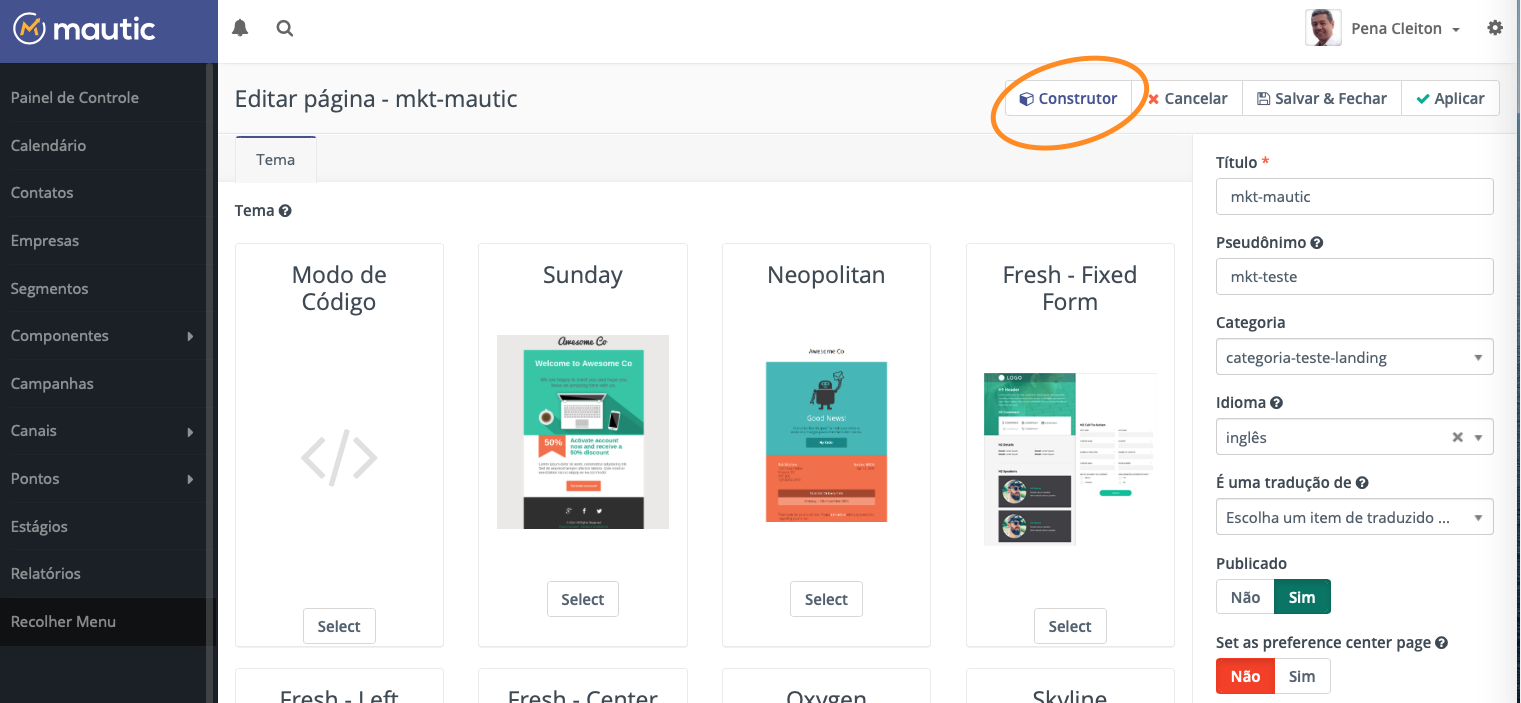 mautic
Pena Cleiton
Painel de Controle
Calendário
Contatos
Empresas
Segmentos
Componentes
Campanhas
Canais
Pontos
Estágios
Relatórios
Recolher Menu
Editar página - mkt-mautic
Construtor
Cancelar
Salvar & Fechar
Aplicar
Tema
Tema
Modo de
Código
Select
Sunday
Awesome Co
Welcome to Awesome Co
50%
Activate account
now and receive a
50% discount
Select
Neopolitan
Awesome Co
Good News:
Select
Fresh - Fixed
Form
LOGO
Select
Fresh - Left
Fresh - Center
Oxygen
Skyline
Título *
mkt-mautic
Pseudônimo
mkt-teste
Categoria
categoria-teste-landing
Idioma
inglês
É uma tradução de
Escolha um item de traduzido ...
Publicado
Não
Sim
Set as preference center page
Não
Sim